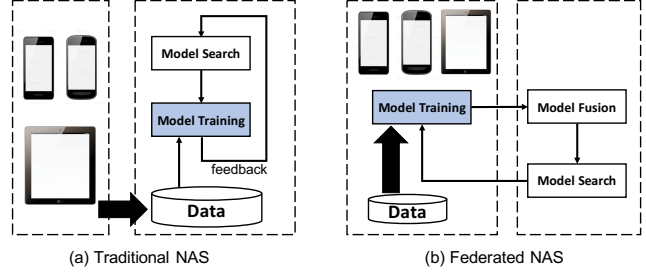 Model Search
Model Training
feedback
Data
(a) Traditional NAS
Model Training
Model Fusion
Model Search
Data
(b) Federated NAS